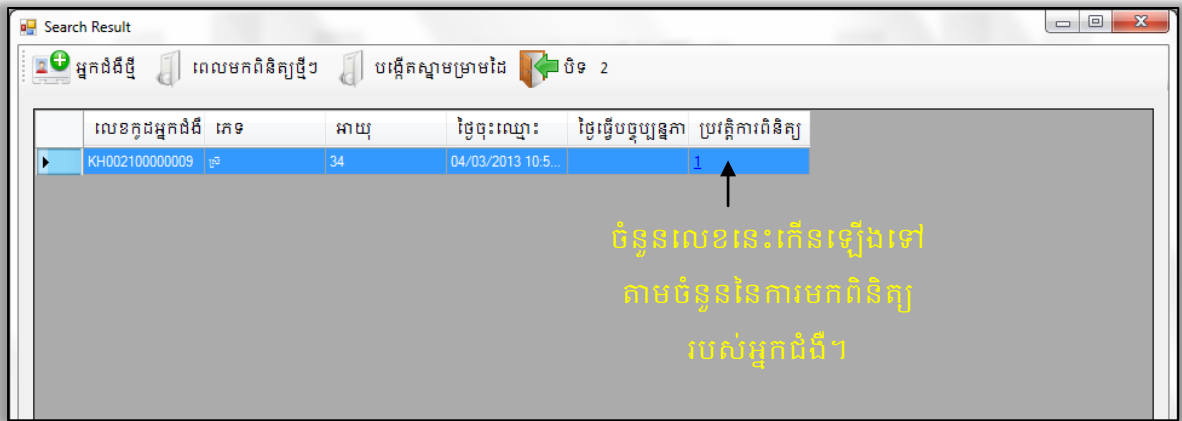 Search Result
អ្នកជំងឺថ្មី ពេលមកពិនិត្យថ្មីៗ បង្កើតស្នាមម្រាមដៃ បិទ 2
លេខកូដអ្នកជំងឺ ភេទ អាយុ ថ្ងៃចុះឈ្មោះ ថ្ងៃធ្វើបច្ចុប្បន្នភា ប្រវត្តិការពិនិត្យ
KH002100000009 ស្រី 34 04/03/2013 10:5... 1
ចំនួនលេខនេះកើនឡើងទៅ
តាមចំនួននៃការមកពិនិត្យ
របស់អ្នកជំងឺ។